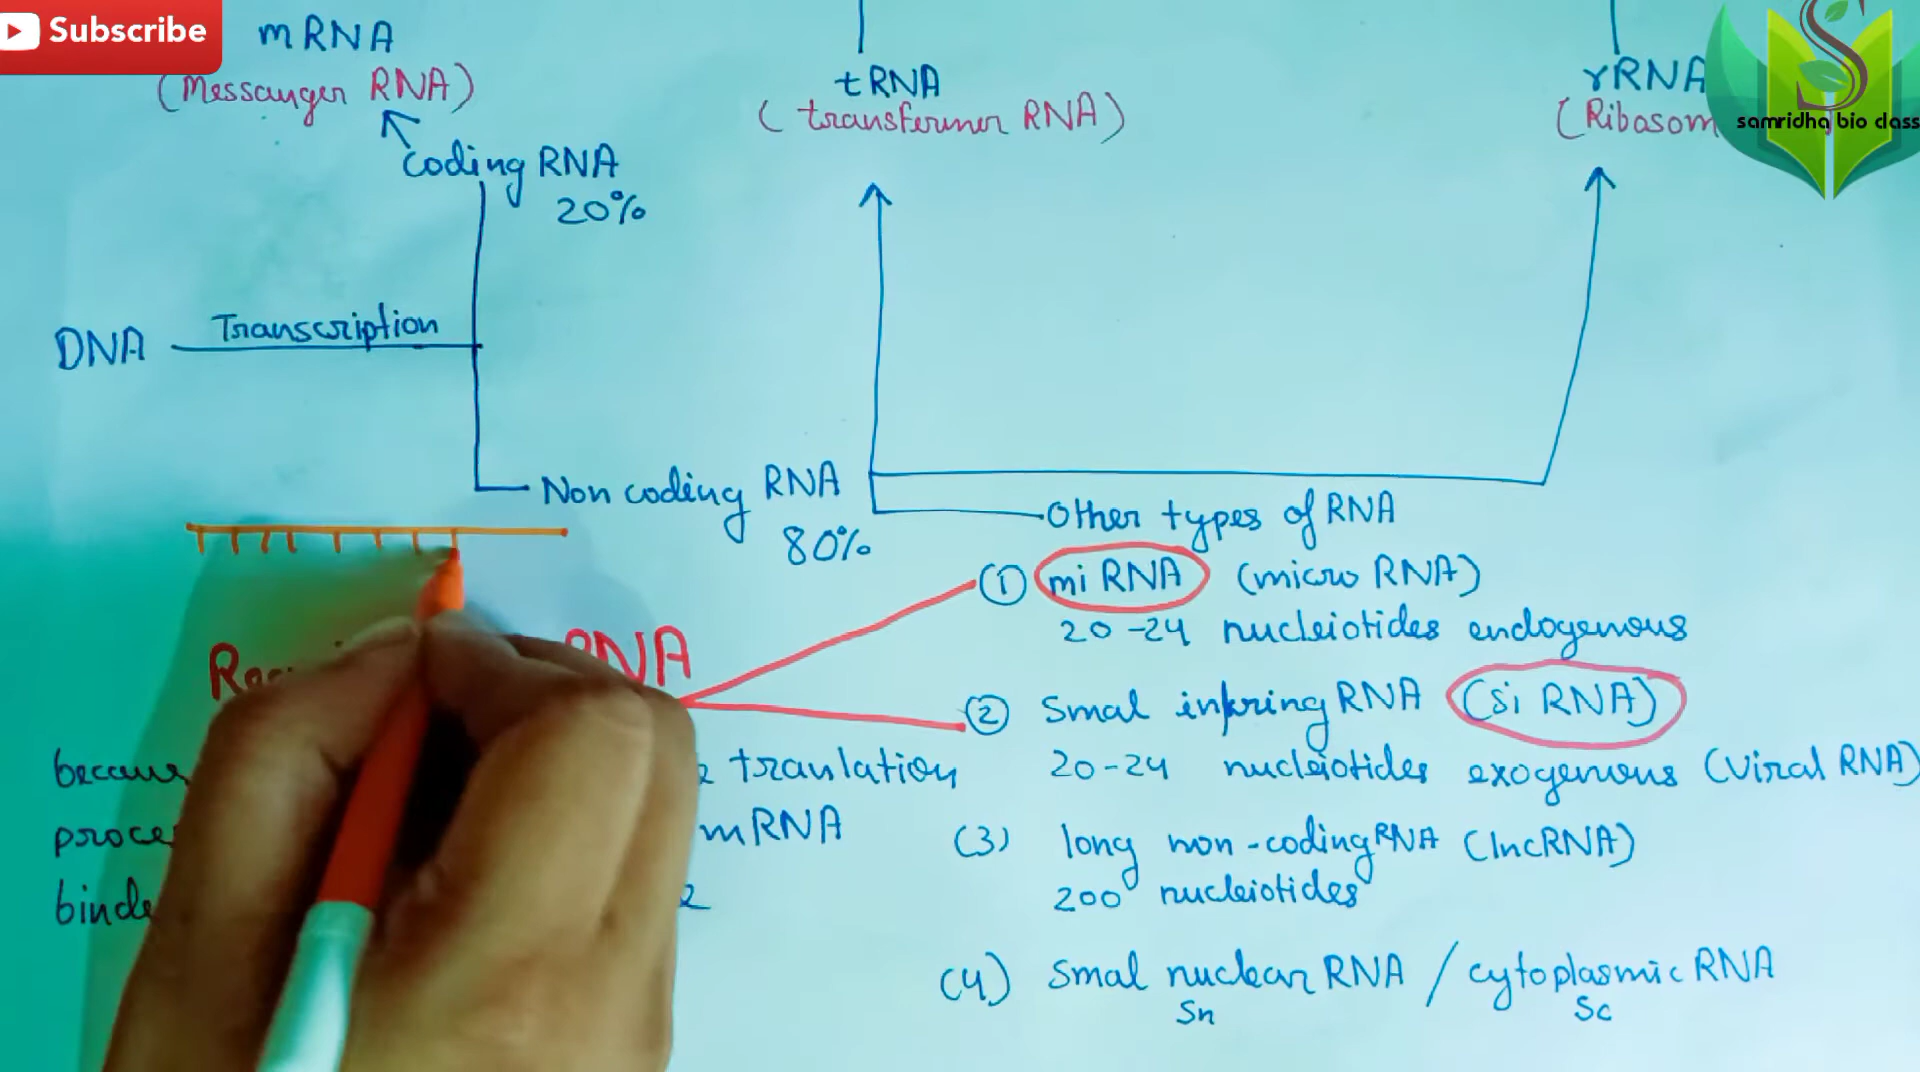 Subscribe
mRNA
(Messanger RNA)
tRNA
(transfermer RNA)
rRNA
(Ribosom
samridha bio class
Coding RNA
20%
DNA
Transcription
Non coding RNA
80%
Other types of RNA
① mi RNA (micro RNA)
20-24 nucleiotides endogenous
RNA
② Smal infring RNA (Si RNA)
20-24 nucleiotides exogenous (Viral RNA)
translation
mRNA
(3) long non-coding RNA (lncRNA)
200 nucleiotides
(4) Smal nuclear RNA / cytoplasmic RNA
Sn Sc